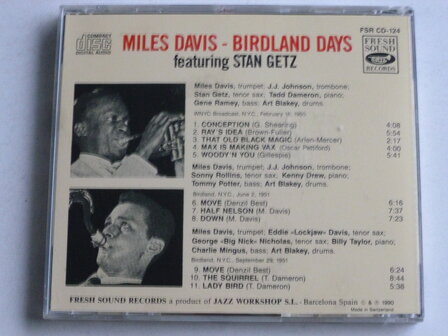 COMPACT
disc
DIGITAL AUDIO
MILES DAVIS - BIRDLAND DAYS
featuring STAN GETZ
FSR CD-124
FRESH SOUND
RECORDS
Miles Davis, trumpet; J.J. Johnson, trombone;
Stan Getz, tenor sax; Tadd Dameron, piano;
Gene Ramey, bass; Art Blakey, drums.
WNYC Broadcast, N.Y.C., February 18, 1950
1. CONCEPTION (G. Shearing) 4:08
2. RAY'S IDEA (Brown-Fuller) 5:54
3. THAT OLD BLACK MAGIC (Arlen-Mercer) 2:17
4. MAX IS MAKING WAX (Oscar Pettiford) 4:00
5. WOODY'N YOU (Gillespie) 5:41
Miles Davis, trumpet; J.J. Johnson, trombone;
Sonny Rollins, tenor sax; Kenny Drew, piano;
Tommy Potter, bass; Art Blakey, drums.
Birdland, N.Y.C., June 2, 1951
6. MOVE (Denzil Best) 6:16
7. HALF NELSON (M. Davis) 7:37
8. DOWN (M. Davis) 7:23
Miles Davis, trumpet; Eddie «Lockjaw» Davis, tenor sax;
George «Big Nick» Nicholas, tenor sax; Billy Taylor, piano;
Charlie Mingus, bass; Art Blakey, drums.
Birdland, N.Y.C., September 29, 1951
9. MOVE (Denzil Best) 6:24
10. THE SQUIRREL (T. Dameron) 8:44
11. LADY BIRD (T. Dameron) 6:38
FRESH SOUND RECORDS a product of JAZZ WORKSHOP S.L. - Barcelona Spain © & ℗ 1990
Made in Switzerland